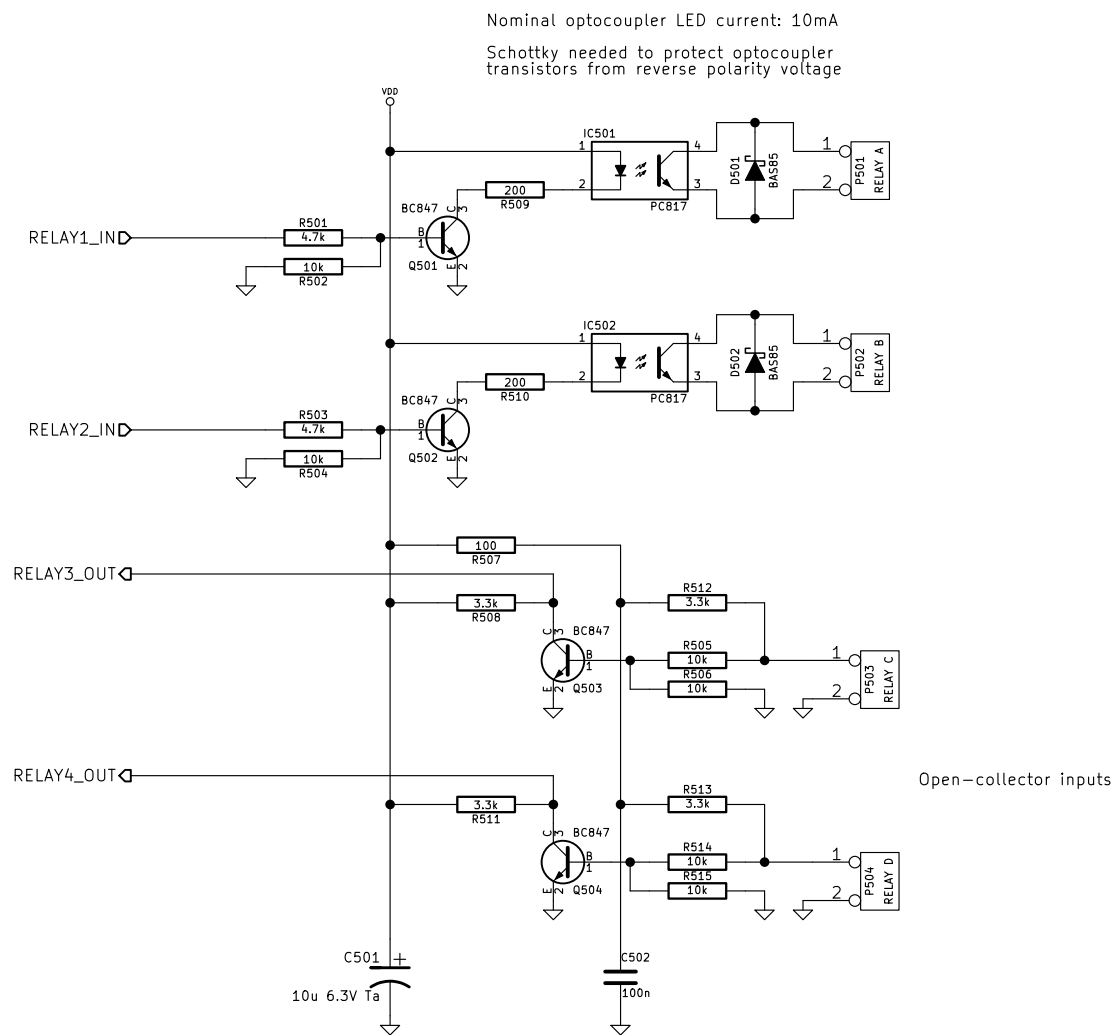 Nominal optocoupler LED current: 10mA
Schottky needed to protect optocoupler
transistors from reverse polarity voltage
VDD
IC501
1
2
4
3
PC817
D501
BAS85
1
2
P501
RELAY A
200
R509
BC847
C
3
B
1
E
2
Q501
RELAY1_IN
R501
4.7k
10k
R502
IC502
1
2
4
3
PC817
D502
BAS85
1
2
P502
RELAY B
200
R510
BC847
C
3
B
1
E
2
Q502
RELAY2_IN
R503
4.7k
10k
R504
100
R507
RELAY3_OUT
3.3k
R508
R512
3.3k
C
3
BC847
B
1
E
2
Q503
R505
10k
R506
10k
1
2
P503
RELAY C
RELAY4_OUT
3.3k
R511
R513
3.3k
Open-collector inputs
C
3
BC847
B
1
E
2
Q504
R514
10k
R515
10k
1
2
P504
RELAY D
C501
+
10u 6.3V Ta
C502
100n